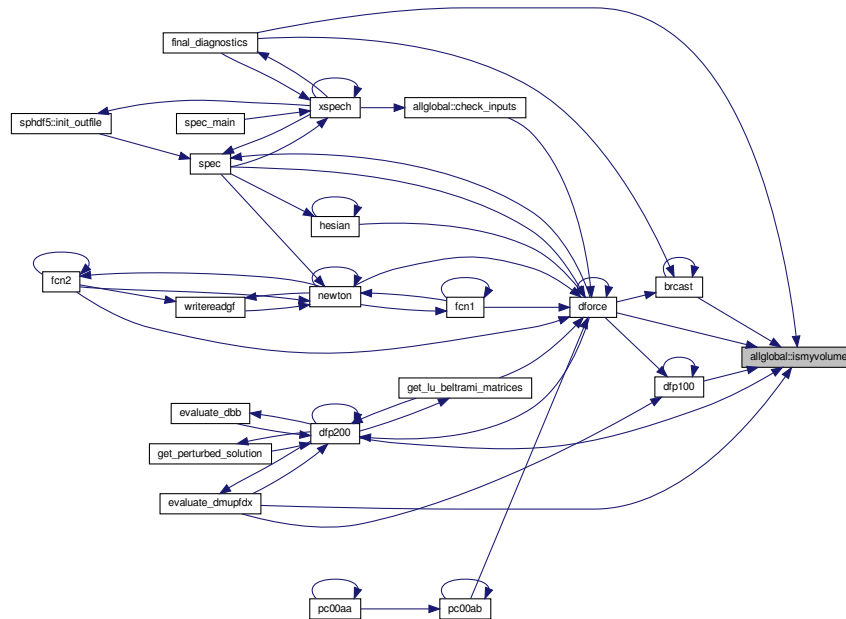 final_diagnostics
xspech
allglobal::check_inputs
sphdf5::init_outfile
spec_main
spec
hesian
fcn2
newton
writereadgf
fcn1
dforce
brcast
allglobal::ismyvolume
get_lu_beltrami_matrices
dfp100
evaluate_dbb
dfp200
get_perturbed_solution
evaluate_dmupfdx
pc00aa
pc00ab